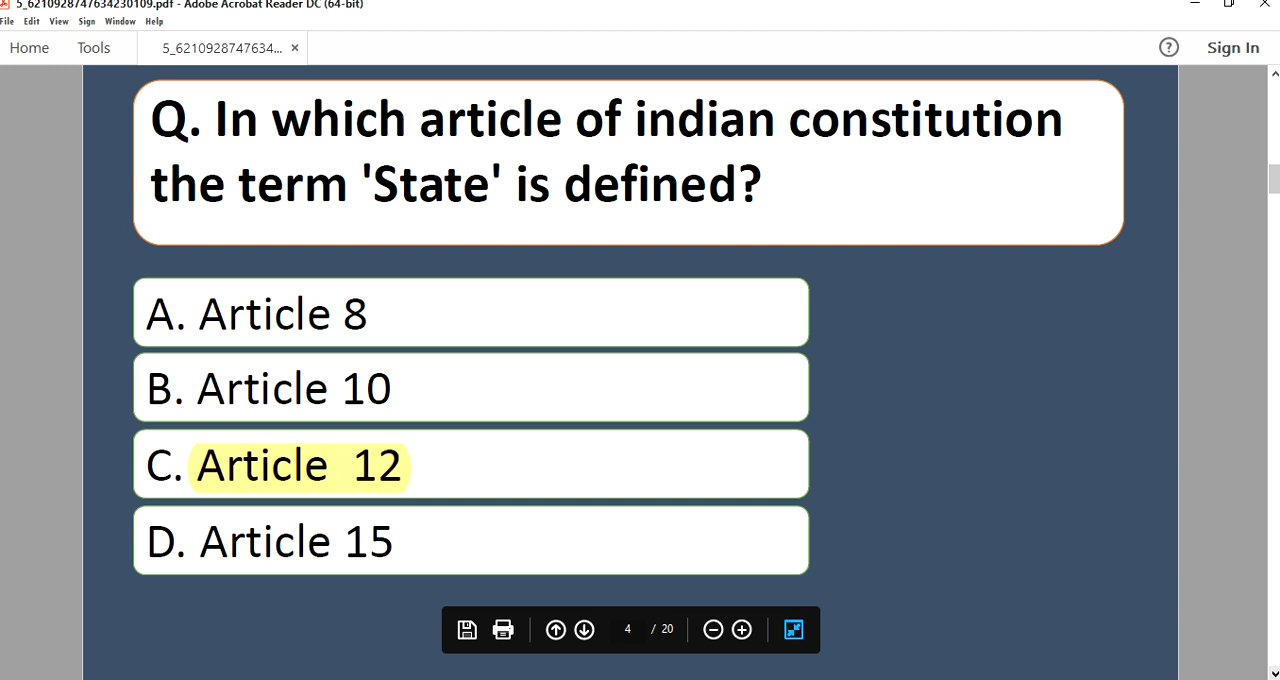 5_6210928747634230109.pdf - Adobe Acrobat Reader DC (64-bit)
File Edit View Sign Window Help
Home Tools 5_6210928747634... × ? Sign In
Q. In which article of indian constitution
the term 'State' is defined?
A. Article 8
B. Article 10
C. Article 12
D. Article 15
4 / 20